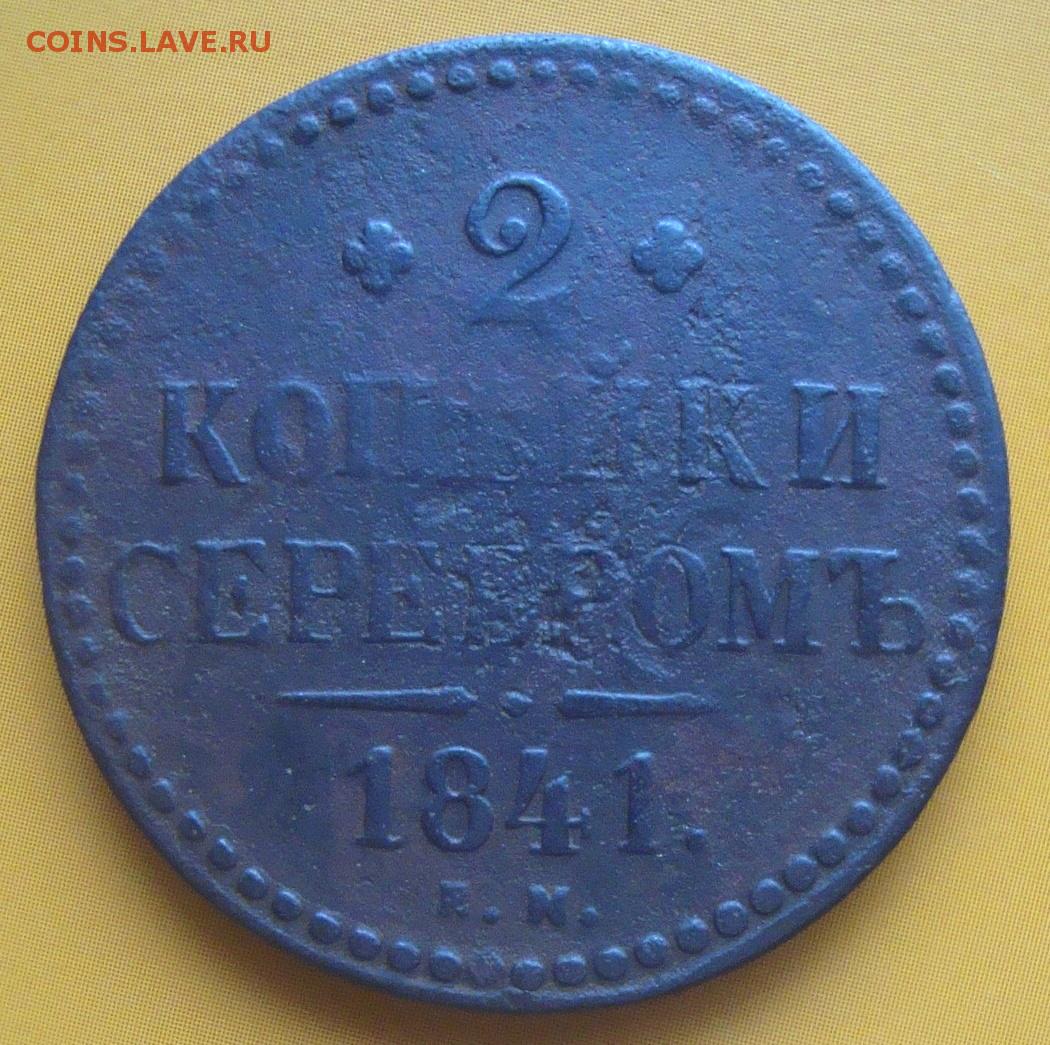 COINS.LAVE.RU
2
КОПѢЙКИ
СЕРЕБРОМЪ
1841.
Е.М.